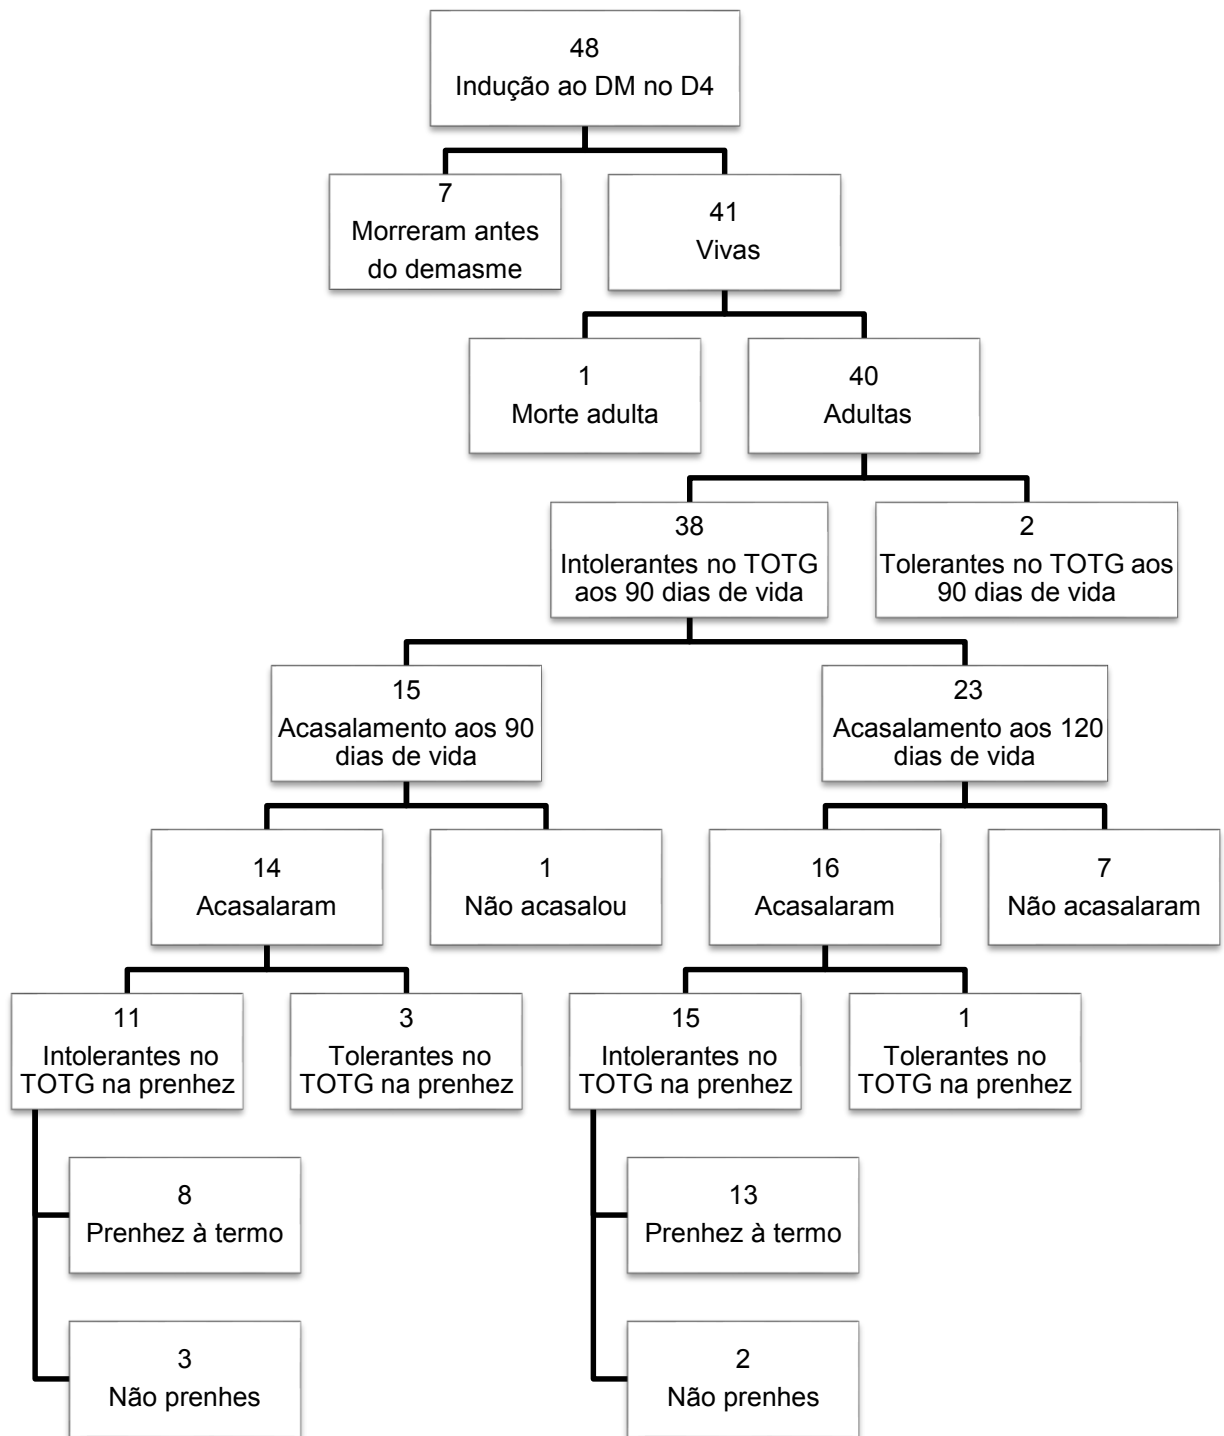 48
Indução ao DM no D4
7
Morreram antes
do demasme
41
Vivas
1
Morte adulta
40
Adultas
38
Intolerantes no TOTG
aos 90 dias de vida
2
Tolerantes no TOTG aos
90 dias de vida
15
Acasalamento aos 90
dias de vida
23
Acasalamento aos 120
dias de vida
14
Acasalaram
1
Não acasalou
16
Acasalaram
7
Não acasalaram
11
Intolerantes no
TOTG na prenhez
3
Tolerantes no
TOTG na prenhez
15
Intolerantes no
TOTG na prenhez
1
Tolerantes no
TOTG na prenhez
8
Prenhez à termo
13
Prenhez à termo
3
Não prenhes
2
Não prenhes